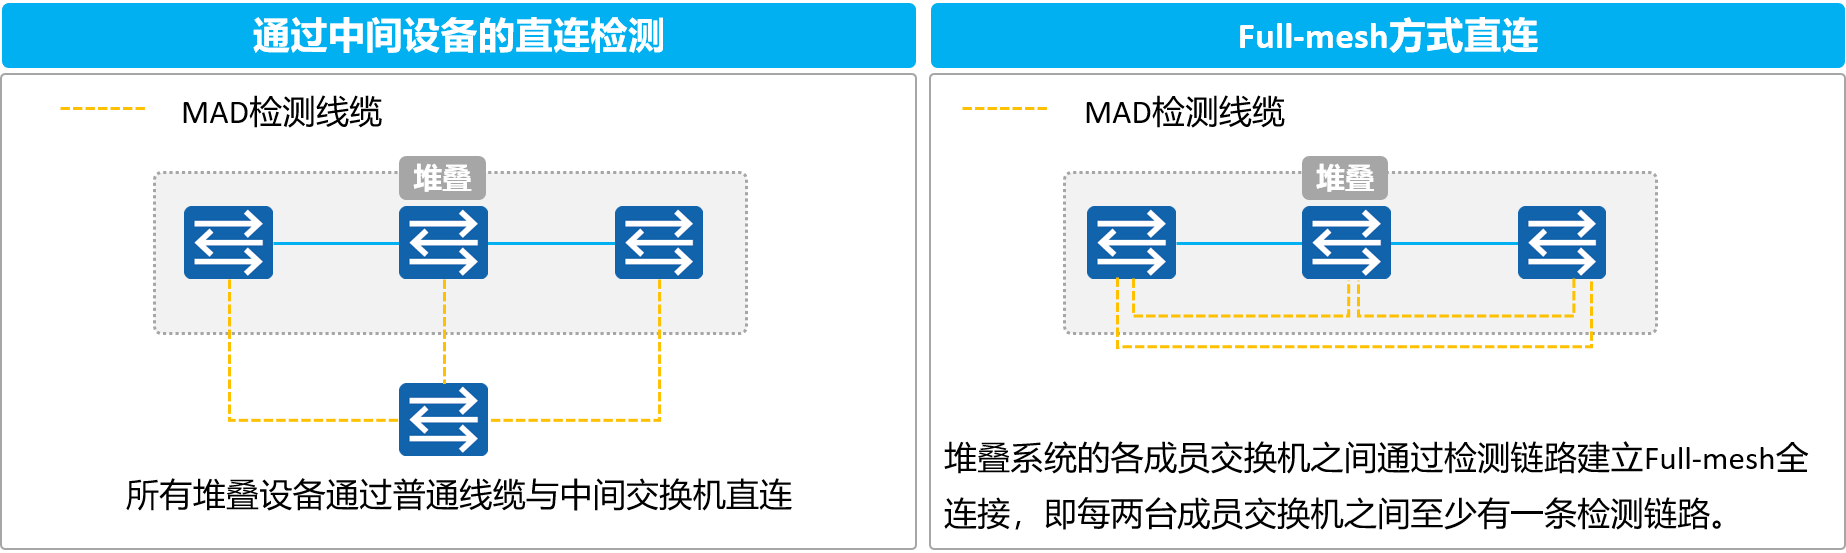 通过中间设备的直连检测
MAD检测线缆
堆叠
所有堆叠设备通过普通线缆与中间交换机直连
Full-mesh方式直连
MAD检测线缆
堆叠
堆叠系统的各成员交换机之间通过检测链路建立Full-mesh全
连接，即每两台成员交换机之间至少有一条检测链路。